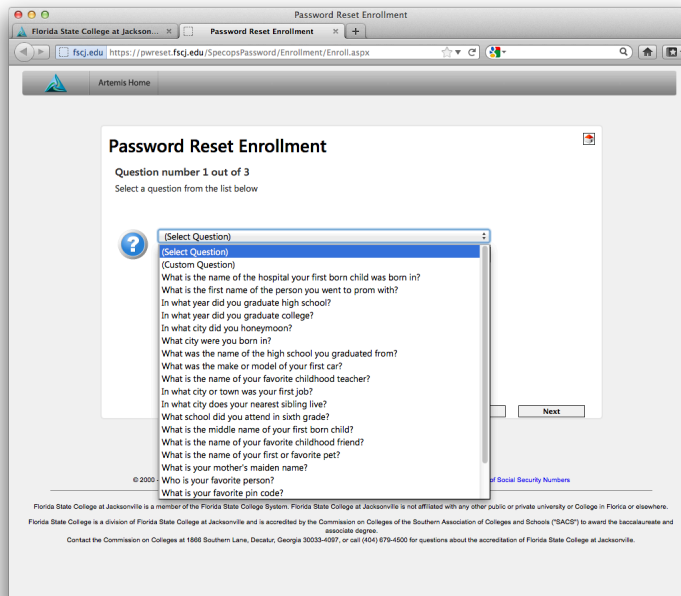 Password Reset Enrollment
Florida State College at Jackson...
Password Reset Enrollment
fscj.edu https://pwreset.fscj.edu/SpecopsPassword/Enrollment/Enroll.aspx
Artemis Home
Password Reset Enrollment
Question number 1 out of 3
Select a question from the list below
(Select Question)
(Select Question)
(Custom Question)
What is the name of the hospital your first born child was born in?
What is the first name of the person you went to prom with?
In what year did you graduate high school?
In what year did you graduate college?
In what city did you honeymoon?
What city were you born in?
What was the name of the high school you graduated from?
What was the make or model of your first car?
What is the name of your favorite childhood teacher?
In what city or town was your first job?
In what city does your nearest sibling live?
What school did you attend in sixth grade?
What is the middle name of your first born child?
What is the name of your favorite childhood friend?
What is the name of your first or favorite pet?
What is your mother's maiden name?
Who is your favorite person?
What is your favorite pin code?
Next
© 2000 - of Social Security Numbers
Florida State College at Jacksonville is a member of the Florida State College System. Florida State College at Jacksonville is not affiliated with any other public or private university or College in Florica or elsewhere.
Florida State College is a division of Florida State College at Jacksonville and is accredited by the Commission on Colleges of the Southern Association of Colleges and Schools ("SACS") to award the baccalaureate and
associate degree.
Contact the Commission on Colleges at 1866 Southern Lane, Decatur, Georgia 30033-4097, or call (404) 679-4500 for questions about the accreditation of Florida State College at Jacksonville.